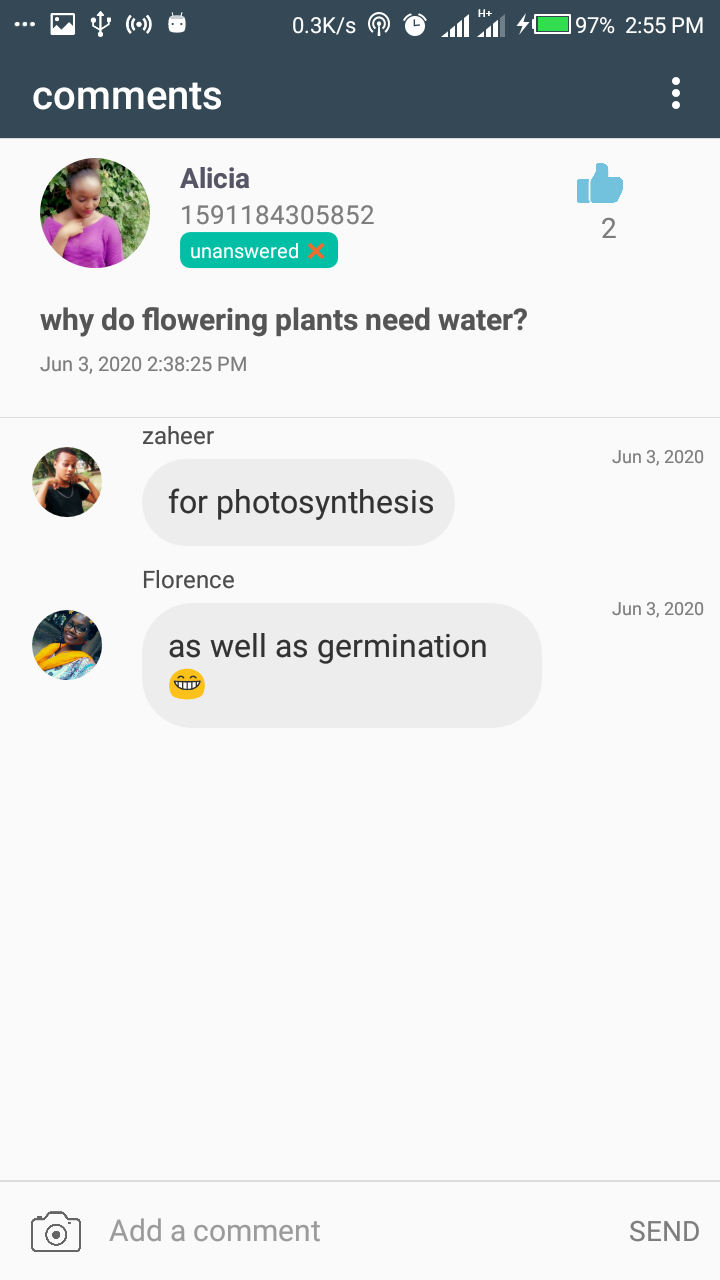 0.3K/s H+ 97% 2:55 PM
comments
Alicia
1591184305852
unanswered
2
why do flowering plants need water?
Jun 3, 2020 2:38:25 PM
zaheer
Jun 3, 2020
for photosynthesis
Florence
Jun 3, 2020
as well as germination
😁
Add a comment SEND